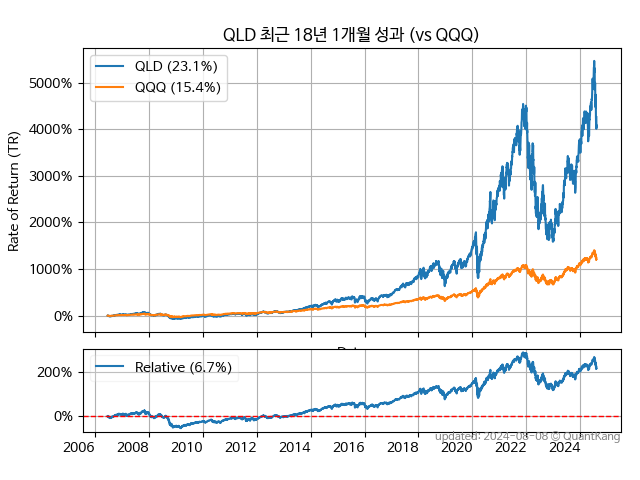 QLD 최근 18년 1개월 성과 (vs QQQ)
QLD (23.1%)
QQQ (15.4%)
Rate of Return (TR)
5000%
4000%
3000%
2000%
1000%
0%
Relative (6.7%)
200%
0%
updated: 2024-08-08 © QuantKang
2006 2008 2010 2012 2014 2016 2018 2020 2022 2024